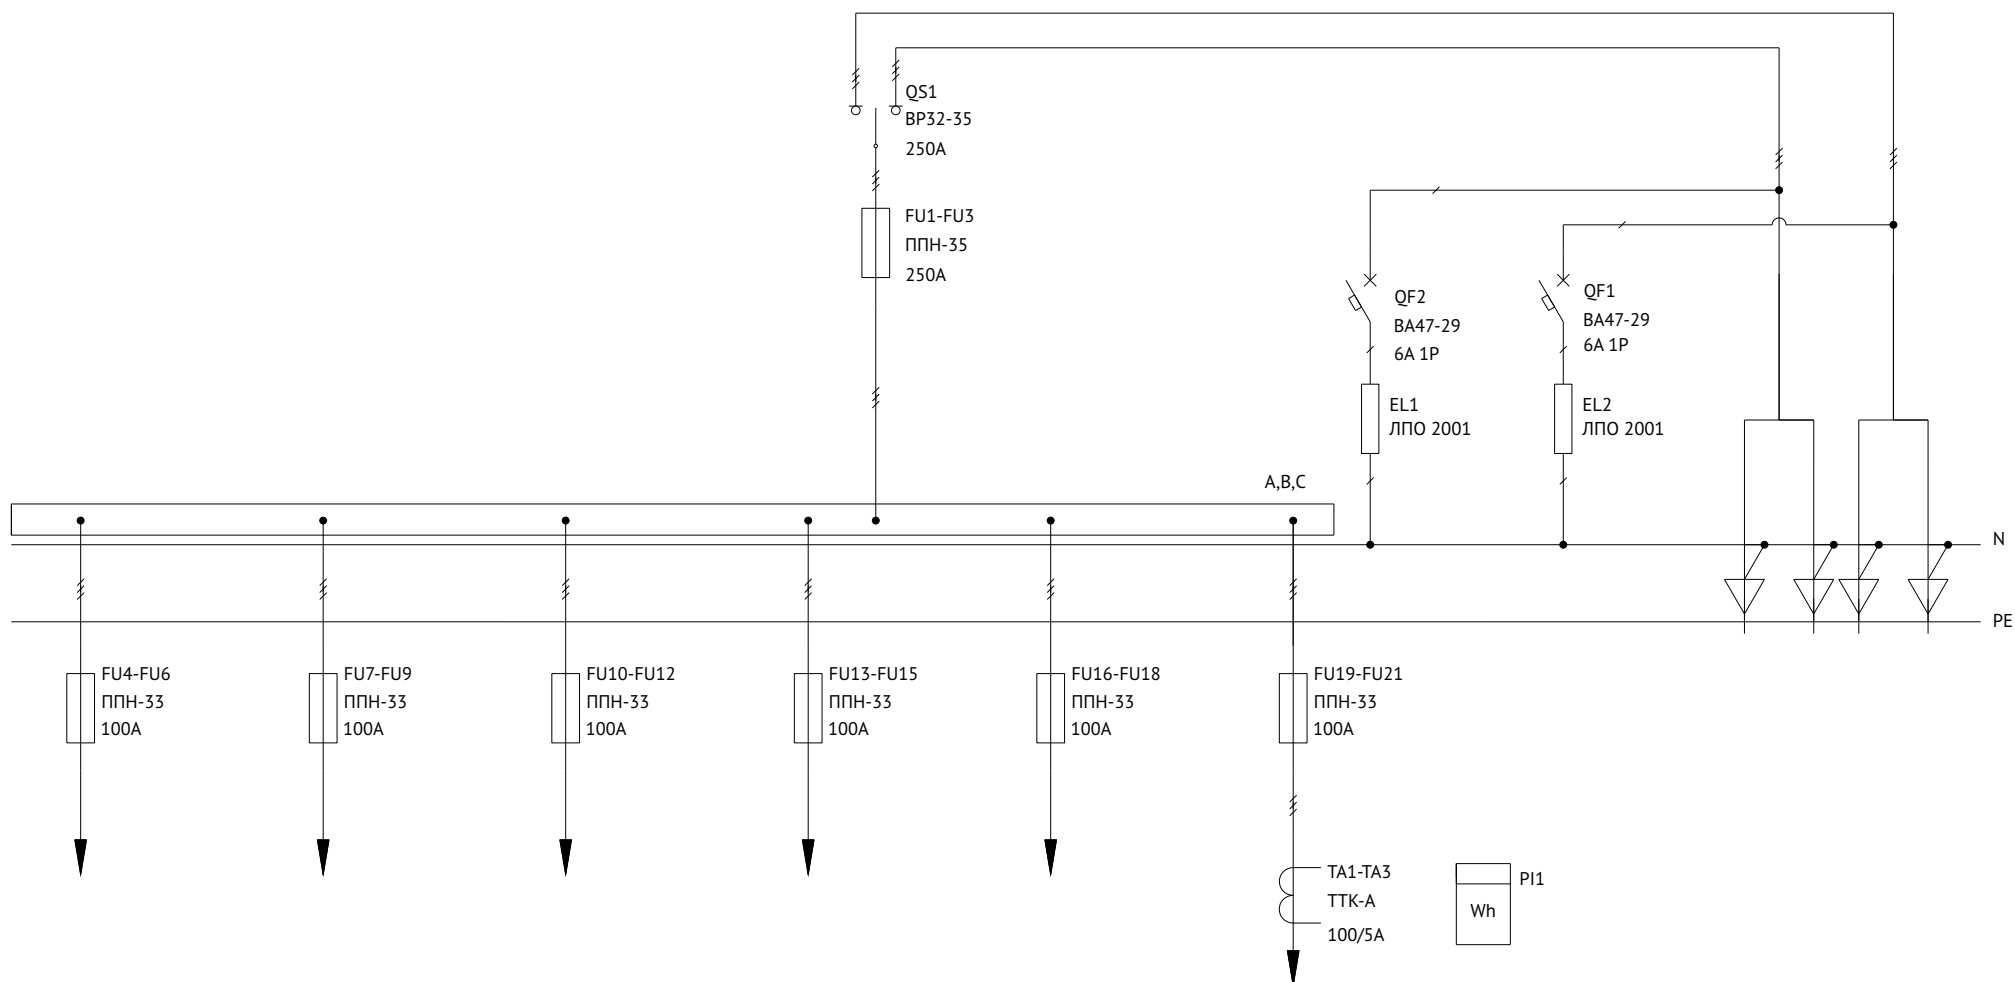 QS1
ВР32-35
250А
FU1-FU3
ППН-35
250А
QF2
ВА47-29
6А 1Р
QF1
ВА47-29
6А 1Р
EL1
ЛПО 2001
EL2
ЛПО 2001
A,B,C
N
PE
FU4-FU6
ППН-33
100А
FU7-FU9
ППН-33
100А
FU10-FU12
ППН-33
100А
FU13-FU15
ППН-33
100А
FU16-FU18
ППН-33
100А
FU19-FU21
ППН-33
100А
TA1-TA3
ТТК-А
100/5А
PI1
Wh